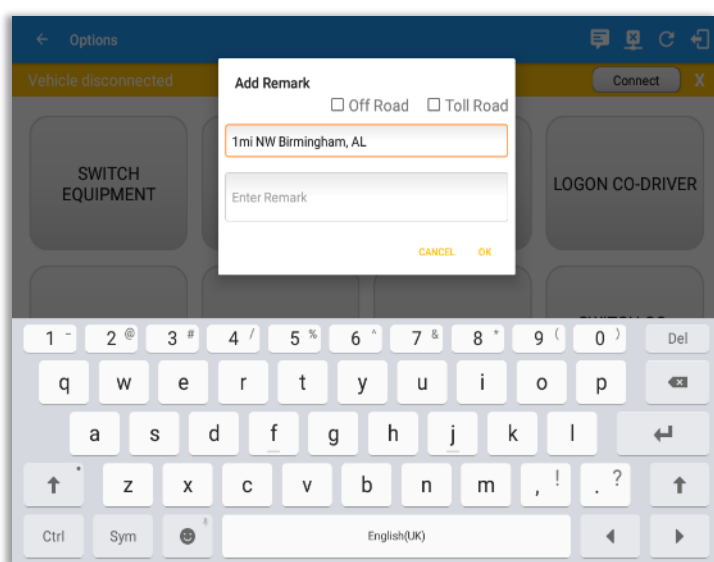 Options
Vehicle disconnected
Connect
X
Add Remark
Off Road
Toll Road
1mi NW Birmingham, AL
Enter Remark
CANCEL
OK
SWITCH
EQUIPMENT
LOGON CO-DRIVER
1 - 2 @ 3 # 4 / 5 % 6 ^ 7 & 8 * 9 ( 0 ) Del
q w e r t y u i o p
a s d f g h j k l
z x c v b n m , ! . ?
Ctrl Sym English(UK)